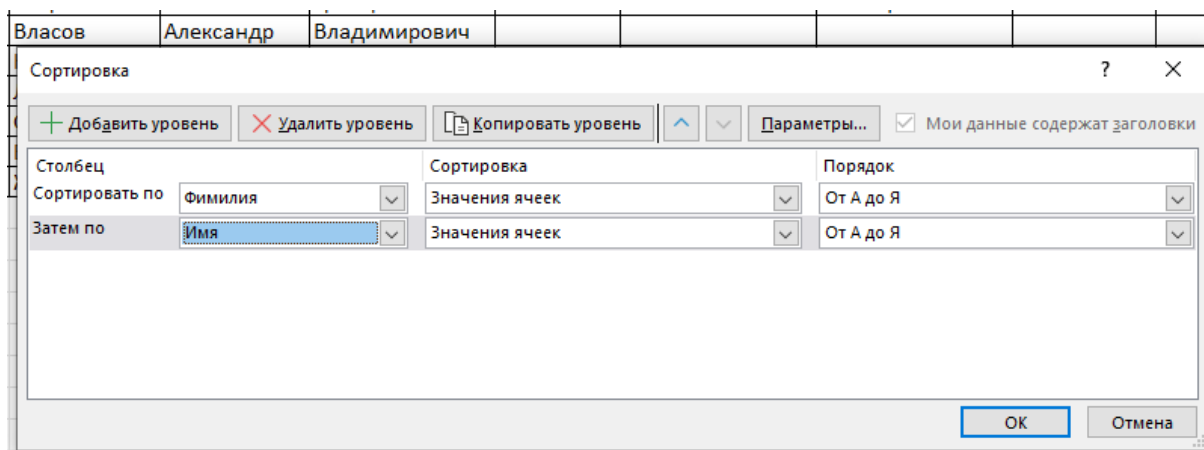 Власов Александр Владимирович
Сортировка ?
Добавить уровень Удалить уровень Копировать уровень Параметры... Мои данные содержат заголовки
Столбец Сортировка Порядок
Сортировать по Фимилия Значения ячеек От А до Я
Затем по Имя Значения ячеек От А до Я
ОК Отмена